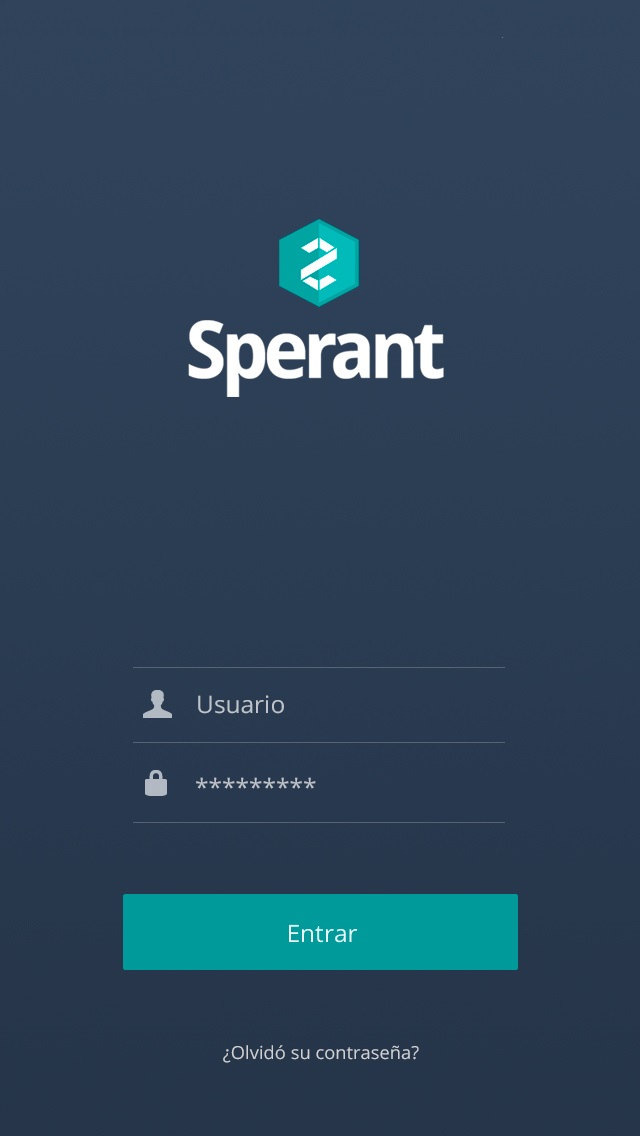 Sperant
Usuario
*********
Entrar
¿Olvidó su contraseña?